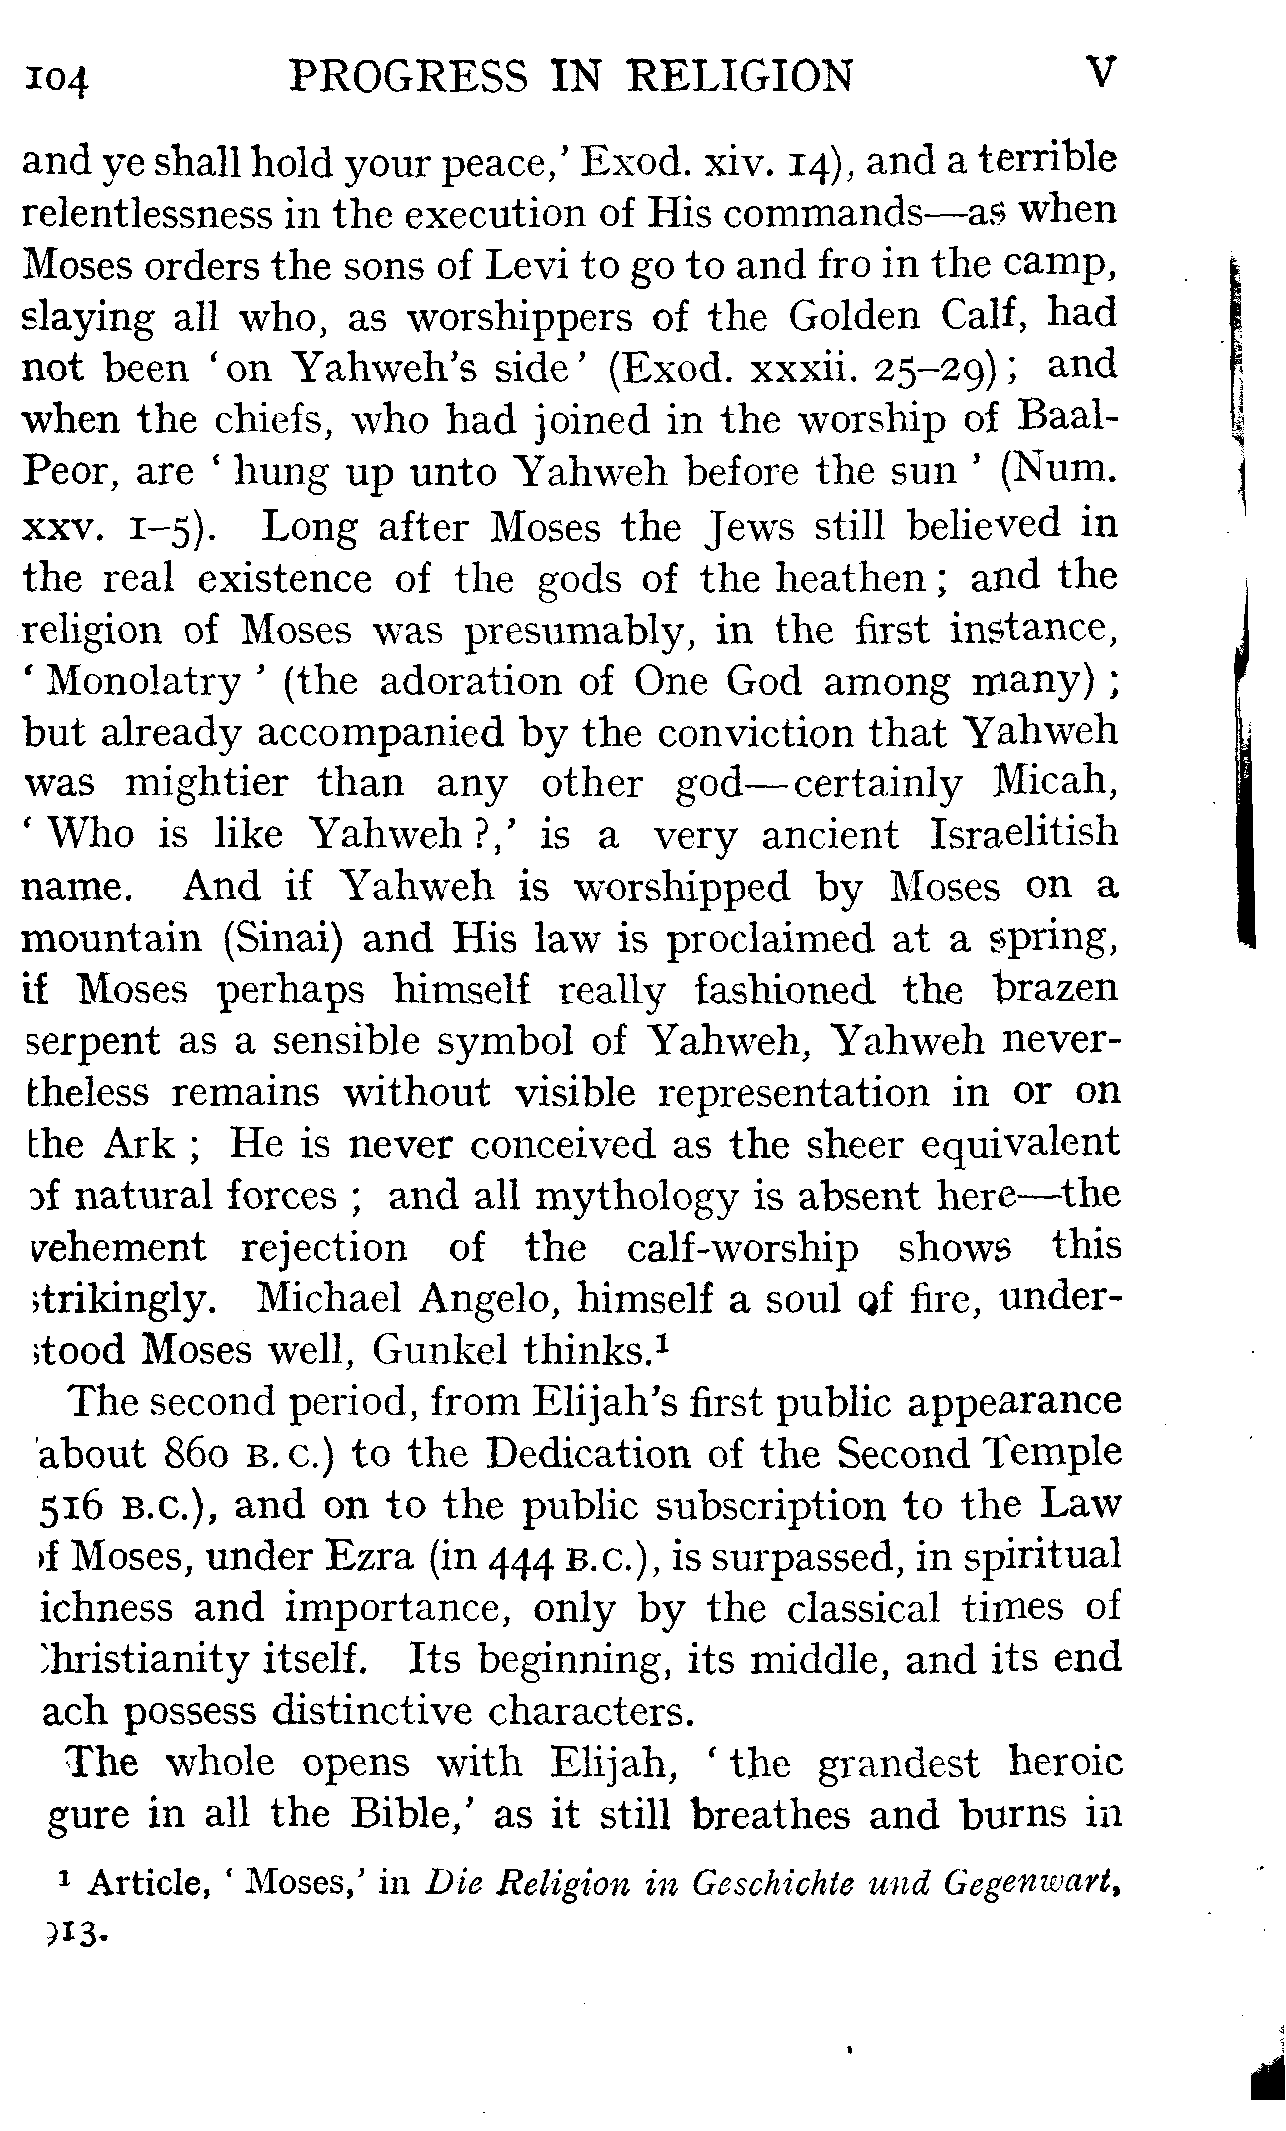 104 PROGRESS IN RELIGION V
and ye shall hold your peace,’ Exod. xiv. 14), and a terrible
relentlessness in the execution of His commands—as when
Moses orders the sons of Levi to go to and fro in the camp,
slaying all who, as worshippers of the Golden Calf, had
not been ‘on Yahweh’s side’ (Exod. xxxii. 25–29); and
when the chiefs, who had joined in the worship of Baal-
Peor, are ‘hung up unto Yahweh before the sun’ (Num.
xxv. 1–5). Long after Moses the Jews still believed in
the real existence of the gods of the heathen; and the
religion of Moses was presumably, in the first instance,
‘Monolatry’ (the adoration of One God among many);
but already accompanied by the conviction that Yahweh
was mightier than any other god—certainly Micah,
‘Who is like Yahweh?,’ is a very ancient Israelitish
name. And if Yahweh is worshipped by Moses on a
mountain (Sinai) and His law is proclaimed at a spring,
if Moses perhaps himself really fashioned the brazen
serpent as a sensible symbol of Yahweh, Yahweh never-
theless remains without visible representation in or on
the Ark; He is never conceived as the sheer equivalent
of natural forces; and all mythology is absent here—the
vehement rejection of the calf-worship shows this
strikingly. Michael Angelo, himself a soul of fire, under-
stood Moses well, Gunkel thinks.¹
The second period, from Elijah’s first public appearance
about 860 B.C.) to the Dedication of the Second Temple
516 B.C.), and on to the public subscription to the Law
f Moses, under Ezra (in 444 B.C.), is surpassed, in spiritual
ichness and importance, only by the classical times of
hristianity itself. Its beginning, its middle, and its end
ach possess distinctive characters.
The whole opens with Elijah, ‘the grandest heroic
gure in all the Bible,’ as it still breathes and burns in
¹ Article, ‘Moses,’ in Die Religion in Geschichte und Gegenwart,
913.